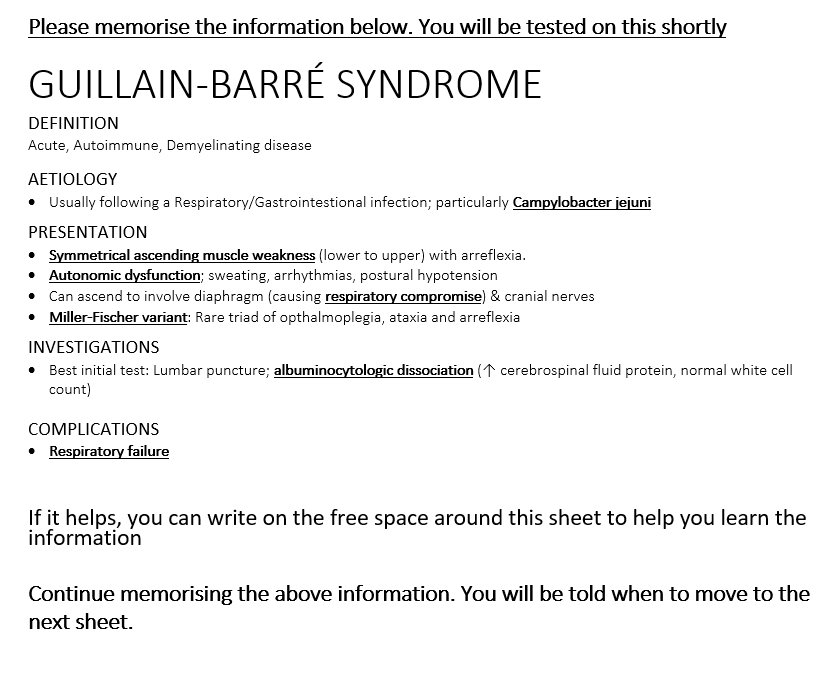 Please memorise the information below. You will be tested on this shortly
GUILLAIN-BARRÉ SYNDROME
DEFINITION
Acute, Autoimmune, Demyelinating disease
AETIOLOGY
• Usually following a Respiratory/Gastrointestional infection; particularly Campylobacter jejuni
PRESENTATION
• Symmetrical ascending muscle weakness (lower to upper) with arreflexia.
• Autonomic dysfunction; sweating, arrhythmias, postural hypotension
• Can ascend to involve diaphragm (causing respiratory compromise) & cranial nerves
• Miller-Fischer variant: Rare triad of opthalmoplegia, ataxia and arreflexia
INVESTIGATIONS
• Best initial test: Lumbar puncture; albuminocytologic dissociation (↑ cerebrospinal fluid protein, normal white cell
count)
COMPLICATIONS
• Respiratory failure
If it helps, you can write on the free space around this sheet to help you learn the
information
Continue memorising the above information. You will be told when to move to the
next sheet.